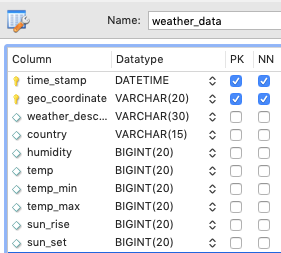 Name: weather_data
Column Datatype PK NN
time_stamp DATETIME
geo_coordinate VARCHAR(20)
weather_desc... VARCHAR(30)
country VARCHAR(15)
humidity BIGINT(20)
temp BIGINT(20)
temp_min BIGINT(20)
temp_max BIGINT(20)
sun_rise BIGINT(20)
sun_set BIGINT(20)